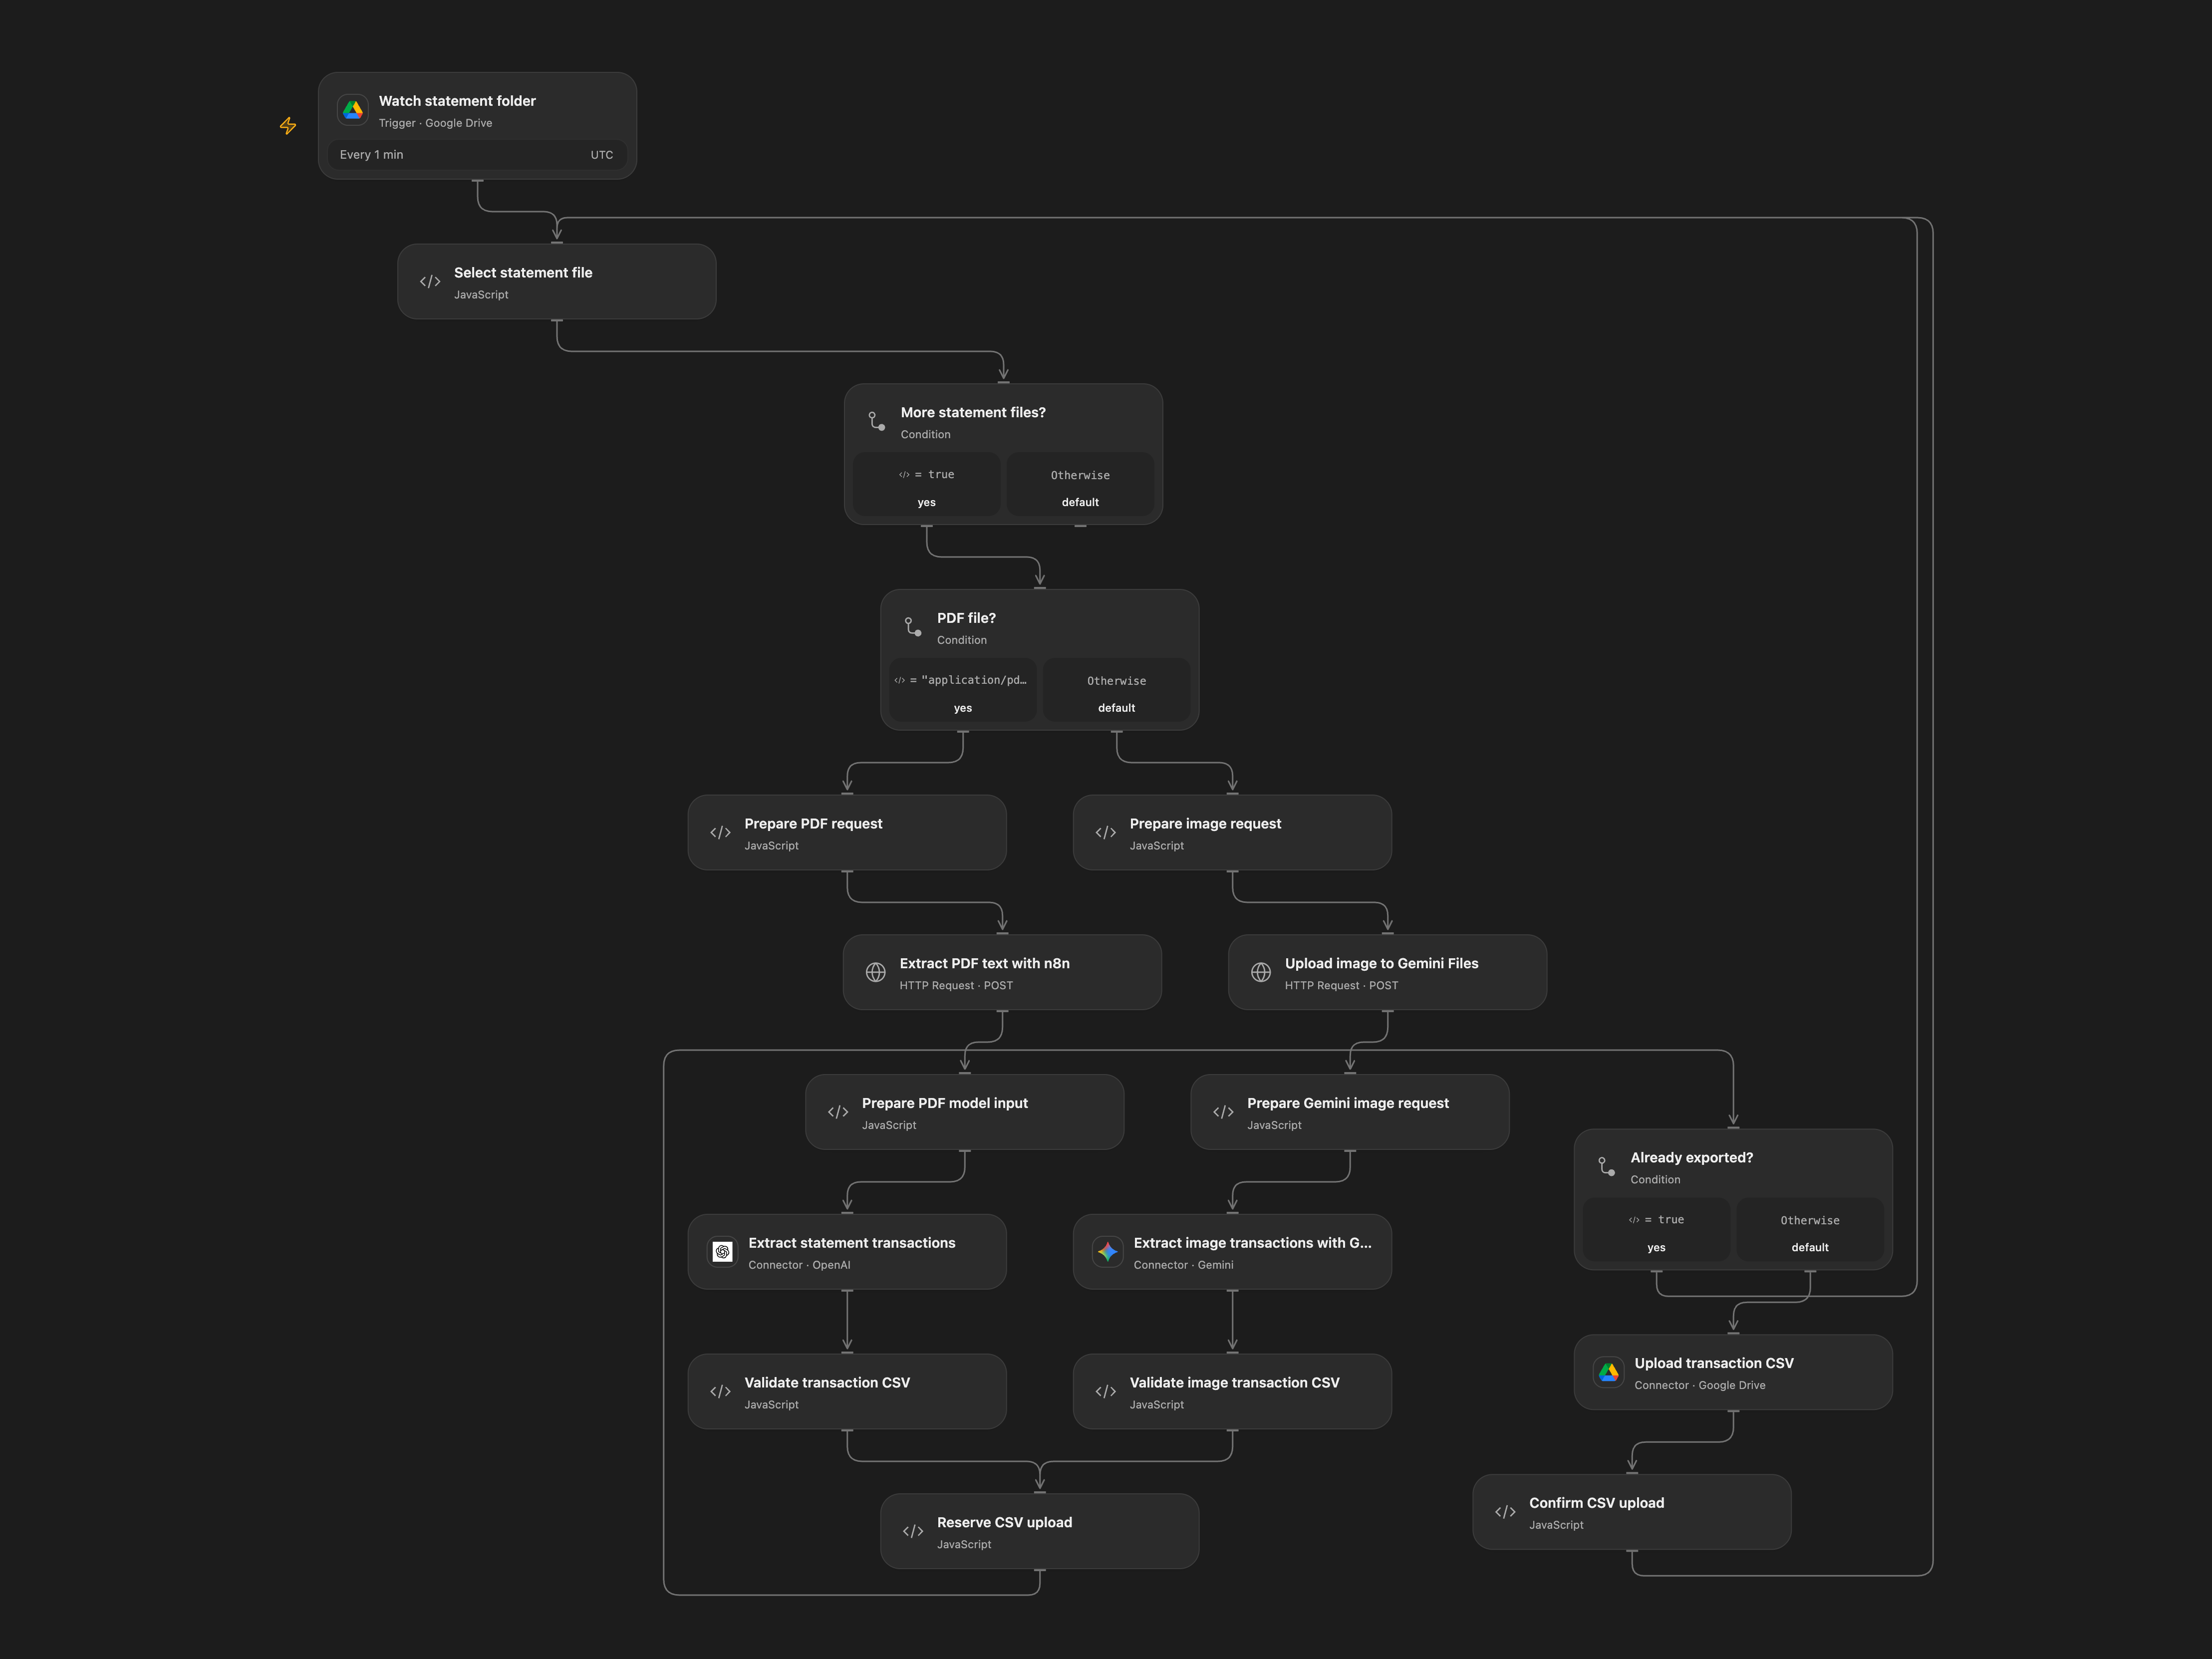 Watch statement folder
Trigger · Google Drive
Every 1 min
UTC
Select statement file
JavaScript
More statement files?
Condition
</> = true
Otherwise
yes
default
PDF file?
Condition
</> = "application/pd…
Otherwise
yes
default
Prepare PDF request
JavaScript
Prepare image request
JavaScript
Extract PDF text with n8n
HTTP Request · POST
Upload image to Gemini Files
HTTP Request · POST
Prepare PDF model input
JavaScript
Prepare Gemini image request
JavaScript
Already exported?
Condition
</> = true
Otherwise
yes
default
Extract statement transactions
Connector · OpenAI
Extract image transactions with G...
Connector · Gemini
Upload transaction CSV
Connector · Google Drive
Validate transaction CSV
JavaScript
Validate image transaction CSV
JavaScript
Confirm CSV upload
JavaScript
Reserve CSV upload
JavaScript